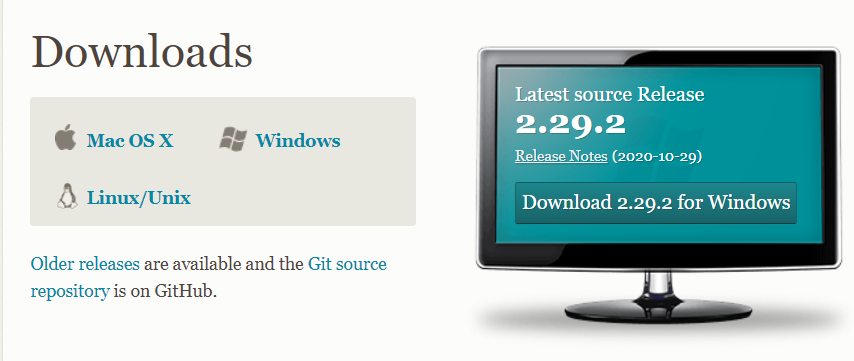 Downloads
Mac OS X
Windows
Linux/Unix
Older releases are available and the Git source
repository is on GitHub.
Latest source Release
2.29.2
Release Notes (2020-10-29)
Download 2.29.2 for Windows